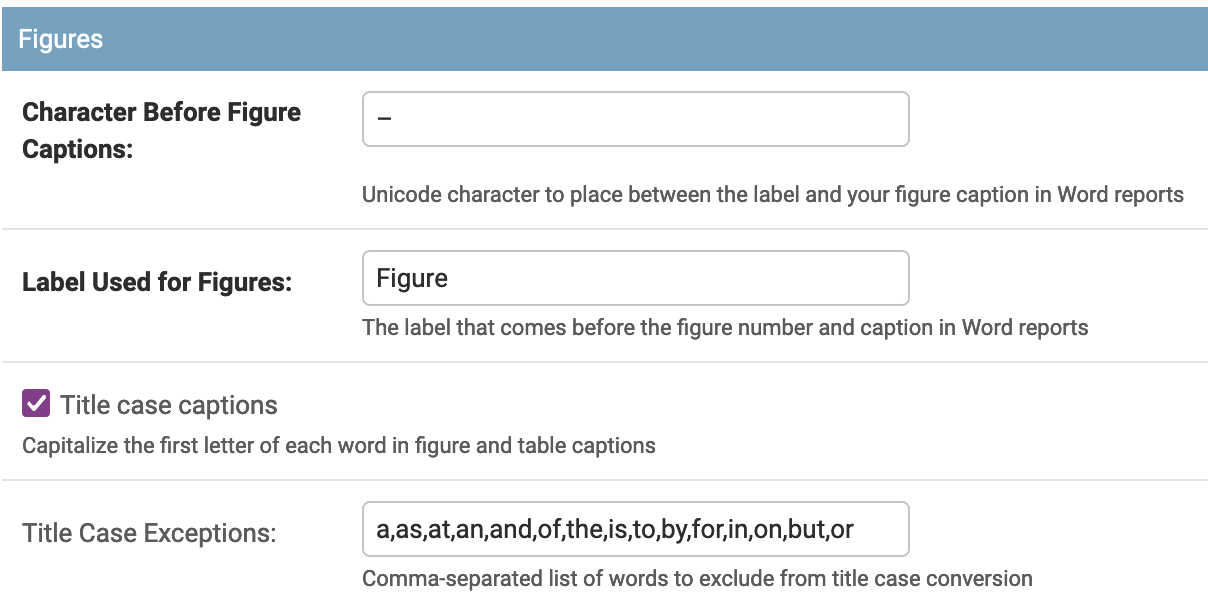 Figures
Character Before Figure
Captions:
–
Unicode character to place between the label and your figure caption in Word reports
Label Used for Figures:
Figure
The label that comes before the figure number and caption in Word reports
Title case captions
Capitalize the first letter of each word in figure and table captions
Title Case Exceptions:
a,as,at,an,and,of,the,is,to,by,for,in,on,but,or
Comma-separated list of words to exclude from title case conversion